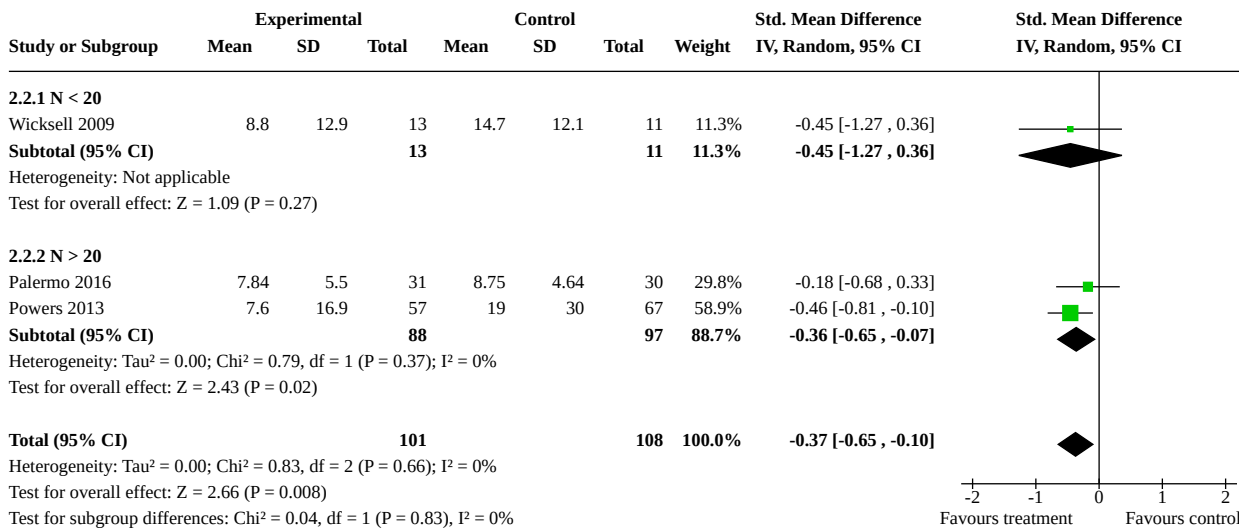 Experimental Control Std. Mean Difference Std. Mean Difference
Study or Subgroup Mean SD Total Mean SD Total Weight IV, Random, 95% CI IV, Random, 95% CI
2.2.1 N < 20
Wicksell 2009 8.8 12.9 13 14.7 12.1 11 11.3% -0.45 [-1.27 , 0.36]
Subtotal (95% CI) 13 11 11.3% -0.45 [-1.27 , 0.36]
Heterogeneity: Not applicable
Test for overall effect: Z = 1.09 (P = 0.27)
2.2.2 N > 20
Palermo 2016 7.84 5.5 31 8.75 4.64 30 29.8% -0.18 [-0.68 , 0.33]
Powers 2013 7.6 16.9 57 19 30 67 58.9% -0.46 [-0.81 , -0.10]
Subtotal (95% CI) 88 97 88.7% -0.36 [-0.65 , -0.07]
Heterogeneity: Tau² = 0.00; Chi² = 0.79, df = 1 (P = 0.37); I² = 0%
Test for overall effect: Z = 2.43 (P = 0.02)
Total (95% CI) 101 108 100.0% -0.37 [-0.65 , -0.10]
Heterogeneity: Tau² = 0.00; Chi² = 0.83, df = 2 (P = 0.66); I² = 0%
Test for overall effect: Z = 2.66 (P = 0.008)
-2 -1 0 1 2
Test for subgroup differences: Chi² = 0.04, df = 1 (P = 0.83), I² = 0%
Favours treatment Favours control